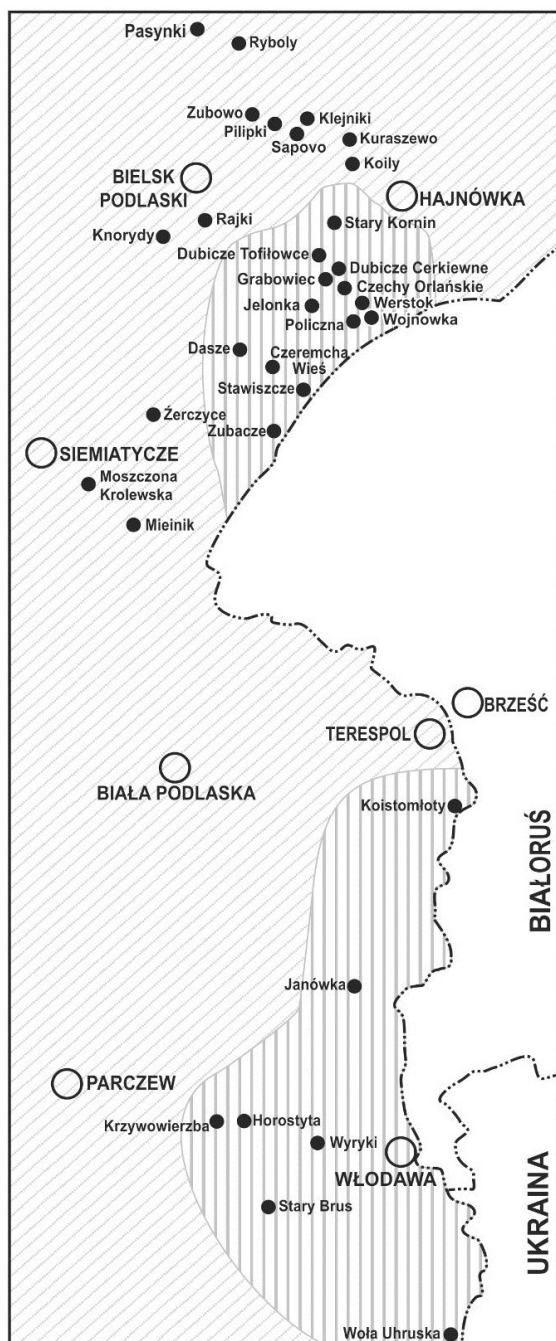 Pasynki
Ryboly
Zubowo
Klejniki
Pilipki
Sapovo
Kuraszewo
Koily
BIELSK
PODLASKI
HAJNÓWKA
Rajki
Stary Kornin
Knorydy
Dubicze Tofiłowce
Dubicze Cerkiewne
Grabowiec
Czechy Orlańskie
Jelonka
Werstok
Policzna
Wojnowka
Dasze
Czeremcha
Wieś
Stawiszcze
Żerczyce
Zubacze
SIEMIATYCZE
Moszczona
Krolewska
Mieinik
BRZEŚĆ
TERESPOL
BIAŁA PODLASKA
Koistomłoty
BIAŁORUŚ
Janówka
PARCZEW
Krzywowierzba
Horostyta
Wyryki
WŁODAWA
UKRAINA
Stary Brus
Woła Uhruska